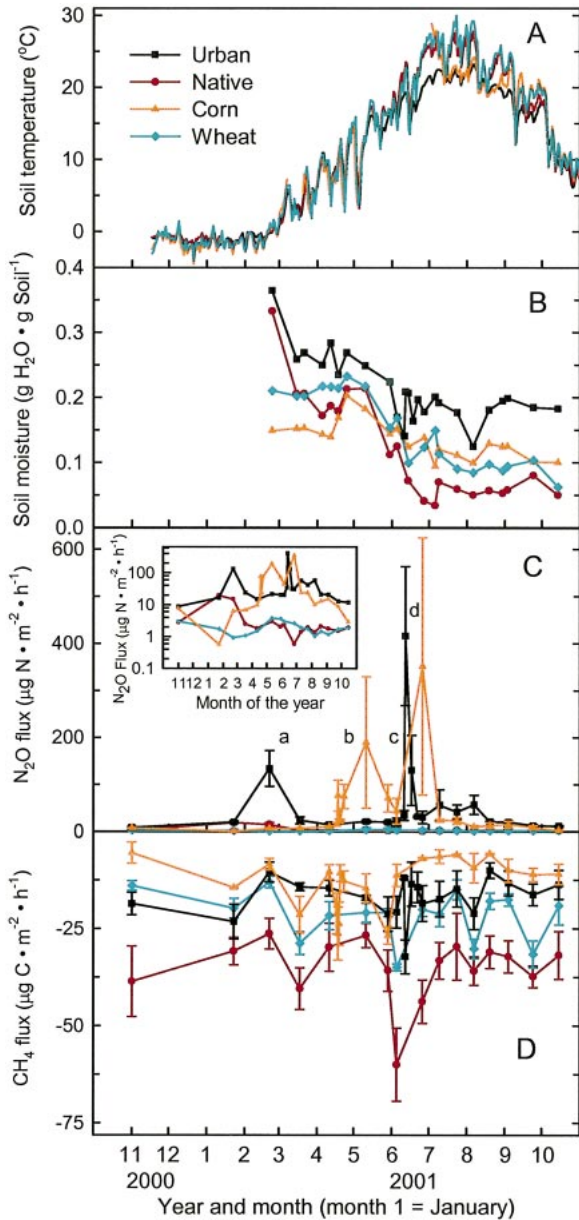 A
Urban
Native
Corn
Wheat
Soil temperature (°C)
30
20
10
0
B
Soil moisture (g H₂O • g Soil⁻¹)
0.4
0.3
0.2
0.1
0.0
C
N₂O flux (µg N • m⁻² • h⁻¹)
600
400
200
0
N₂O Flux (µg N • m⁻² • h⁻¹)
100
10
1
0.1
11 12 1 2 3 4 5 6 7 8 9 10
Month of the year
a
b
c
d
D
CH₄ flux (µg C • m⁻² • h⁻¹)
-25
-50
-75
11 12 1 2 3 4 5 6 7 8 9 10
2000 2001
Year and month (month 1 = January)